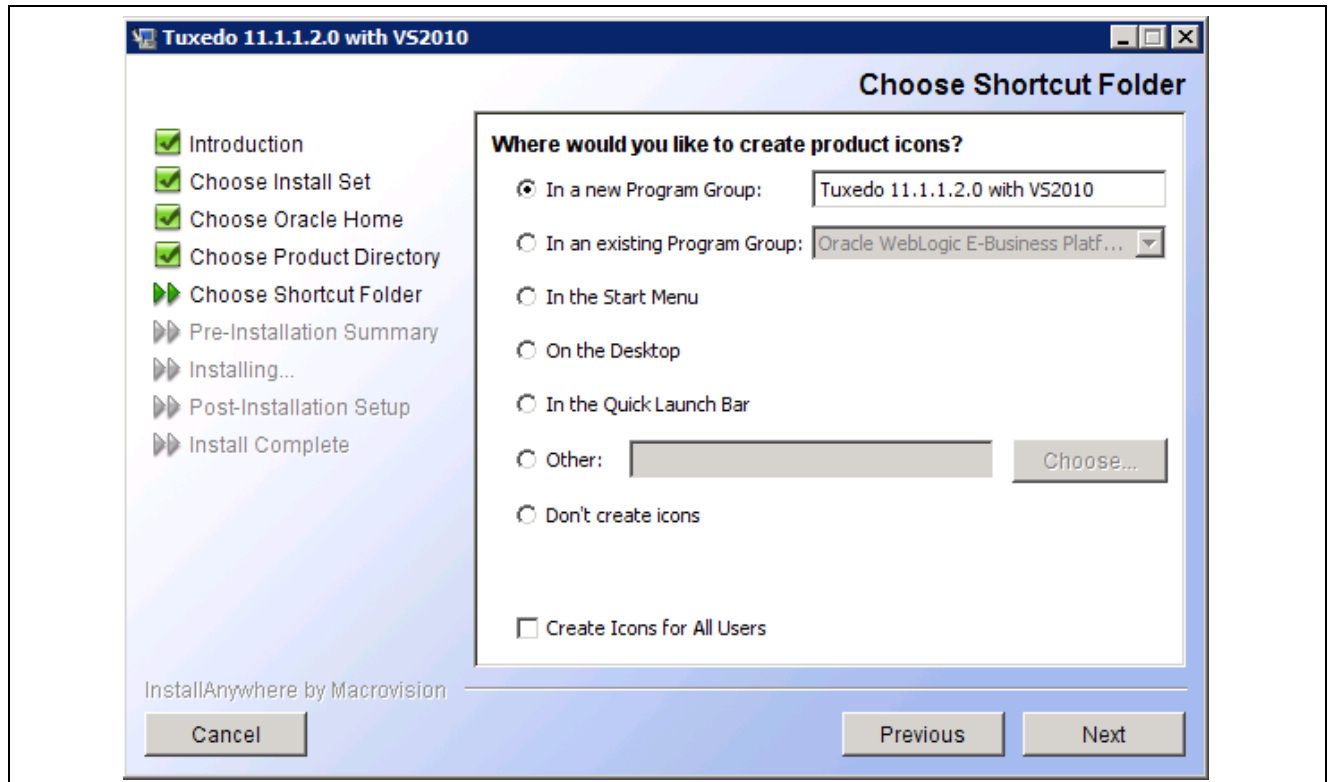 Tuxedo 11.1.1.2.0 with VS2010
Choose Shortcut Folder
Introduction
Choose Install Set
Choose Oracle Home
Choose Product Directory
Choose Shortcut Folder
Pre-Installation Summary
Installing...
Post-Installation Setup
Install Complete
Where would you like to create product icons?
In a new Program Group: Tuxedo 11.1.1.2.0 with VS2010
In an existing Program Group: Oracle WebLogic E-Business Platf...
In the Start Menu
On the Desktop
In the Quick Launch Bar
Other: Choose...
Don't create icons
Create Icons for All Users
InstallAnywhere by Macrovision
Cancel Previous Next